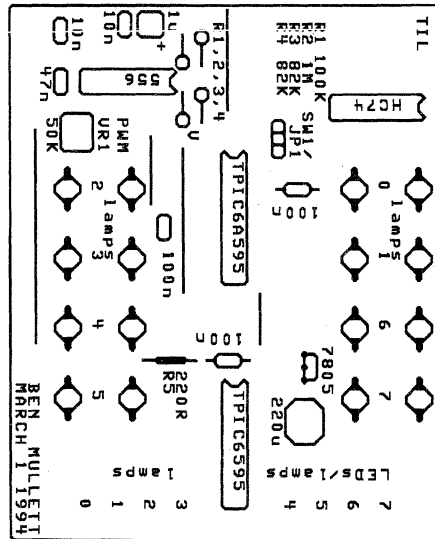 TIL
R1 100K
R2 1M
R3 82K
R4 82K
HC74
SW1/
JP1
R1,2,3,4
V
1u
+
10n
10n
556
47n
PWM
VR1
50K
TPIC6A595
100n
100n
100n
0
1
6
7
lamps
2
3
4
5
lamps
7805
220u
220R
R5
TPIC6595
LEDs/lamps
4
5
6
7
lamps
0
1
2
3
BEN MULLETT
MARCH 1 1994